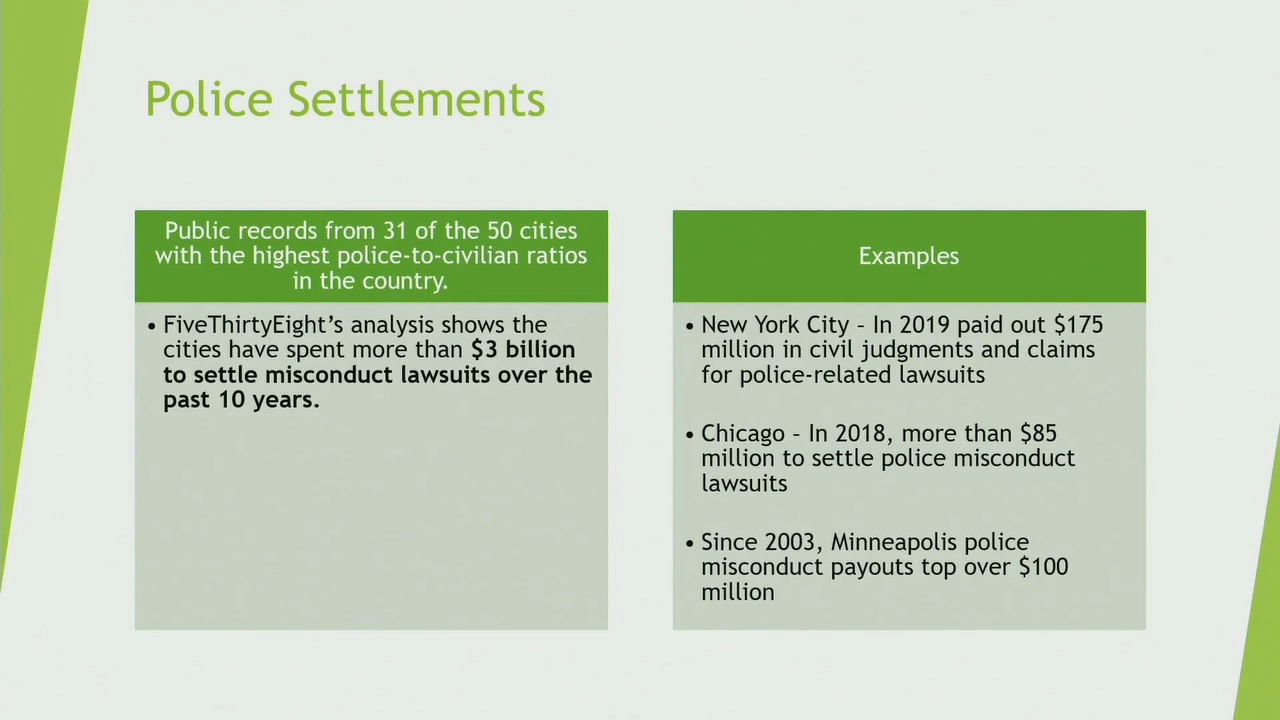 Police Settlements
Public records from 31 of the 50 cities
with the highest police-to-civilian ratios
in the country.
• FiveThirtyEight’s analysis shows the
cities have spent more than $3 billion
to settle misconduct lawsuits over the
past 10 years.
Examples
• New York City – In 2019 paid out $175
million in civil judgments and claims
for police-related lawsuits
• Chicago – In 2018, more than $85
million to settle police misconduct
lawsuits
• Since 2003, Minneapolis police
misconduct payouts top over $100
million